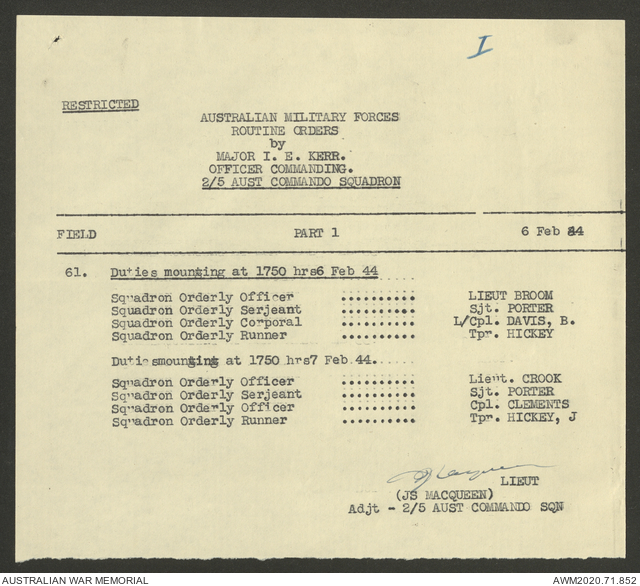 I
RESTRICTED
AUSTRALIAN MILITARY FORCES
ROUTINE ORDERS
by
MAJOR I. E. KERR.
OFFICER COMMANDING.
2/5 AUST COMMANDO SQUADRON
FIELD PART 1 6 Feb 44
61. Duties mounting at 1750 hrs6 Feb 44
Squadron Orderly Officer .......... LIEUT BROOM
Squadron Orderly Serjeant .......... Sjt. PORTER
Squadron Orderly Corporal .......... L/Cpl. DAVIS, B.
Squadron Orderly Runner .......... Tpr. HICKEY
Dutiesmounting at 1750 hrs7 Feb 44.
Squadron Orderly Officer .......... Lieut. CROOK
Squadron Orderly Serjeant .......... Sjt. PORTER
Squadron Orderly Officer .......... Cpl. CLEMENTS
Squadron Orderly Runner .......... Tpr. HICKEY, J
LIEUT
(JS MACQUEEN)
Adjt - 2/5 AUST COMMANDO SQN
AUSTRALIAN WAR MEMORIAL AWM2020.71.852